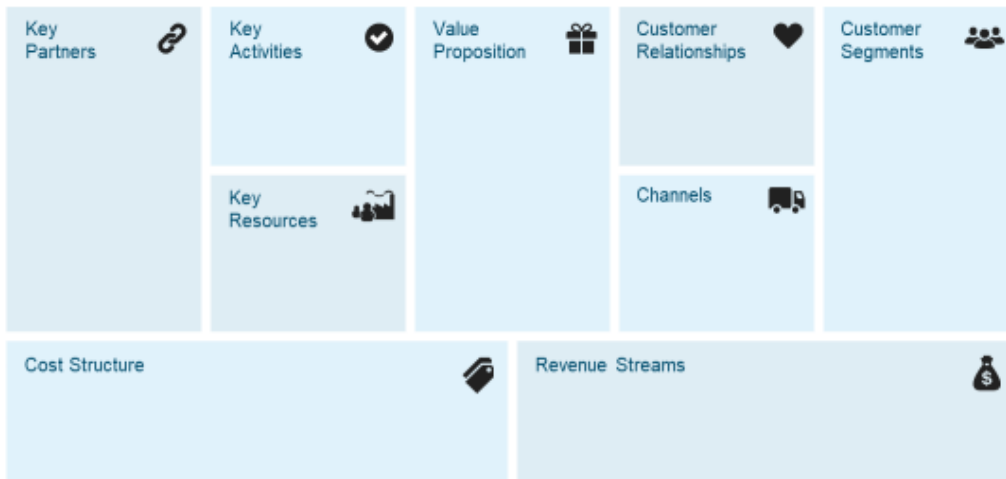 Key
Partners
Key
Activities
Value
Proposition
Customer
Relationships
Customer
Segments
Key
Resources
Channels
Cost Structure
Revenue Streams
$